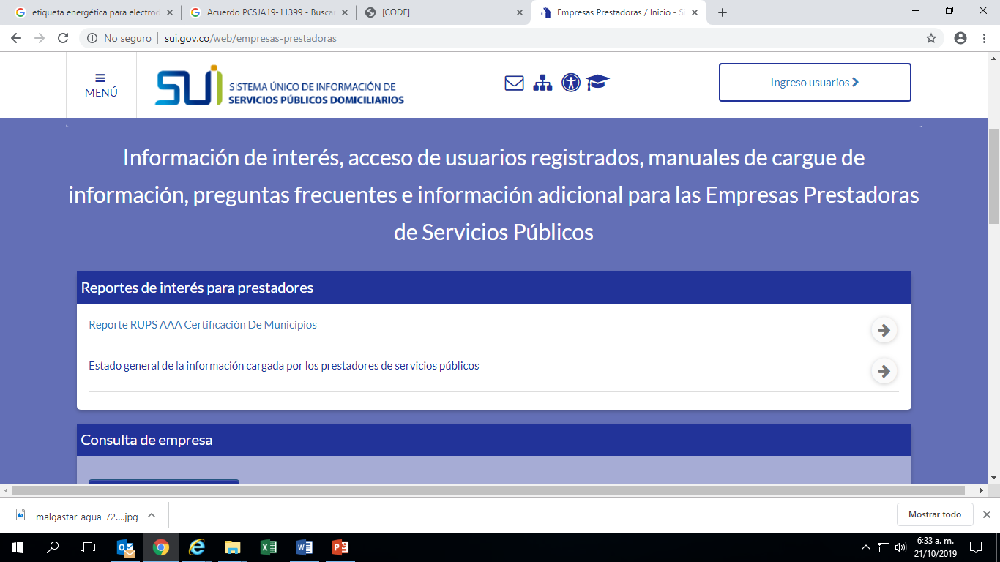 etiqueta energética para electrod
Acuerdo PCSJA19-11399 - Buscar
[CODE]
Empresas Prestadoras / Inicio - S
No seguro
sui.gov.co/web/empresas-prestadoras
MENÚ
SUI
SISTEMA ÚNICO DE INFORMACIÓN DE
SERVICIOS PÚBLICOS DOMICILIARIOS
Ingreso usuarios
Información de interés, acceso de usuarios registrados, manuales de cargue de
información, preguntas frecuentes e información adicional para las Empresas Prestadoras
de Servicios Públicos
Reportes de interés para prestadores
Reporte RUPS AAA Certificación De Municipios
Estado general de la información cargada por los prestadores de servicios públicos
Consulta de empresa
malgastar-agua-72....jpg
Mostrar todo
6:33 a. m.
21/10/2019